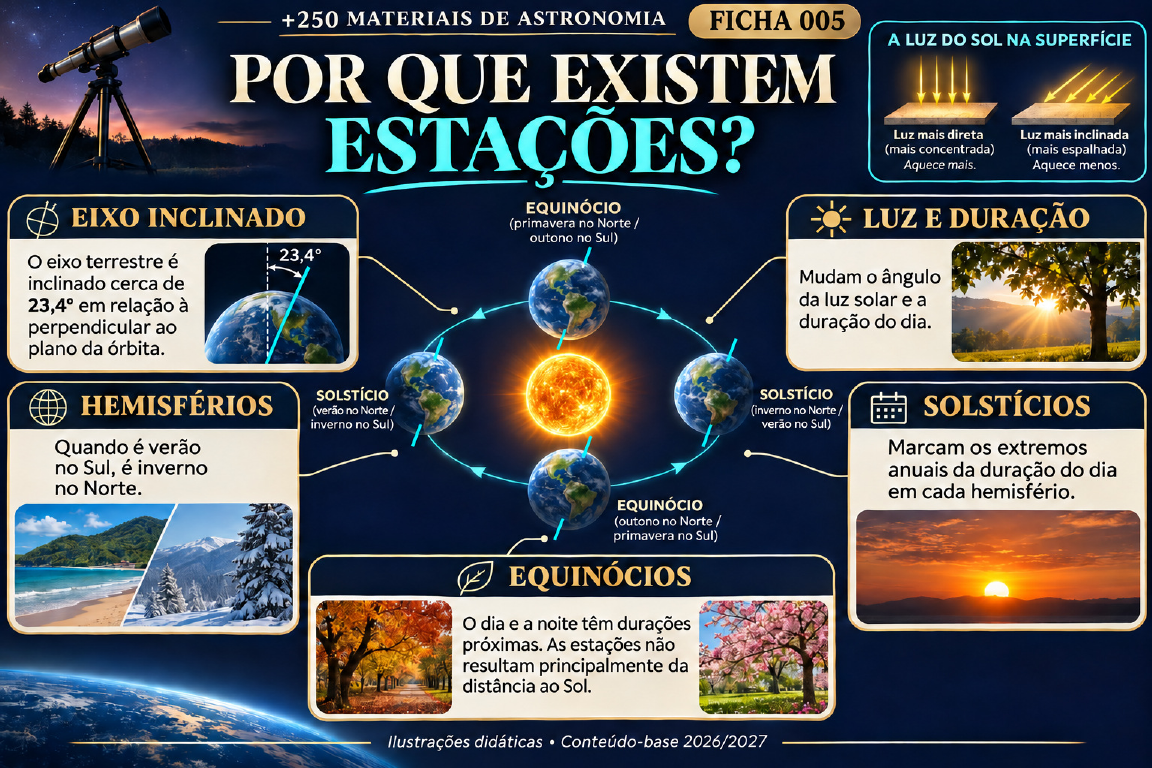 +250 MATERIAIS DE ASTRONOMIA
FICHA 005
POR QUE EXISTEM
ESTAÇÕES?
A LUZ DO SOL NA SUPERFÍCIE
Luz mais direta
(mais concentrada)
Aquece mais.
Luz mais inclinada
(mais espalhada)
Aquece menos.
EIXO INCLINADO
O eixo terrestre é
inclinado cerca de
23,4° em relação à
perpendicular ao
plano da órbita.
23,4°
EQUINÓCIO
(primavera no Norte /
outono no Sul)
LUZ E DURAÇÃO
Mudam o ângulo
da luz solar e a
duração do dia.
SOLSTÍCIO
(verão no Norte /
inverno no Sul)
SOLSTÍCIO
(inverno no Norte /
verão no Sul)
HEMISFÉRIOS
Quando é verão
no Sul, é inverno
no Norte.
SOLSTÍCIOS
Marcam os extremos
anuais da duração do dia
em cada hemisfério.
EQUINÓCIO
(outono no Norte /
primavera no Sul)
EQUINÓCIOS
O dia e a noite têm durações
próximas. As estações não
resultam principalmente da
distância ao Sol.
Ilustrações didáticas • Conteúdo-base 2026/2027